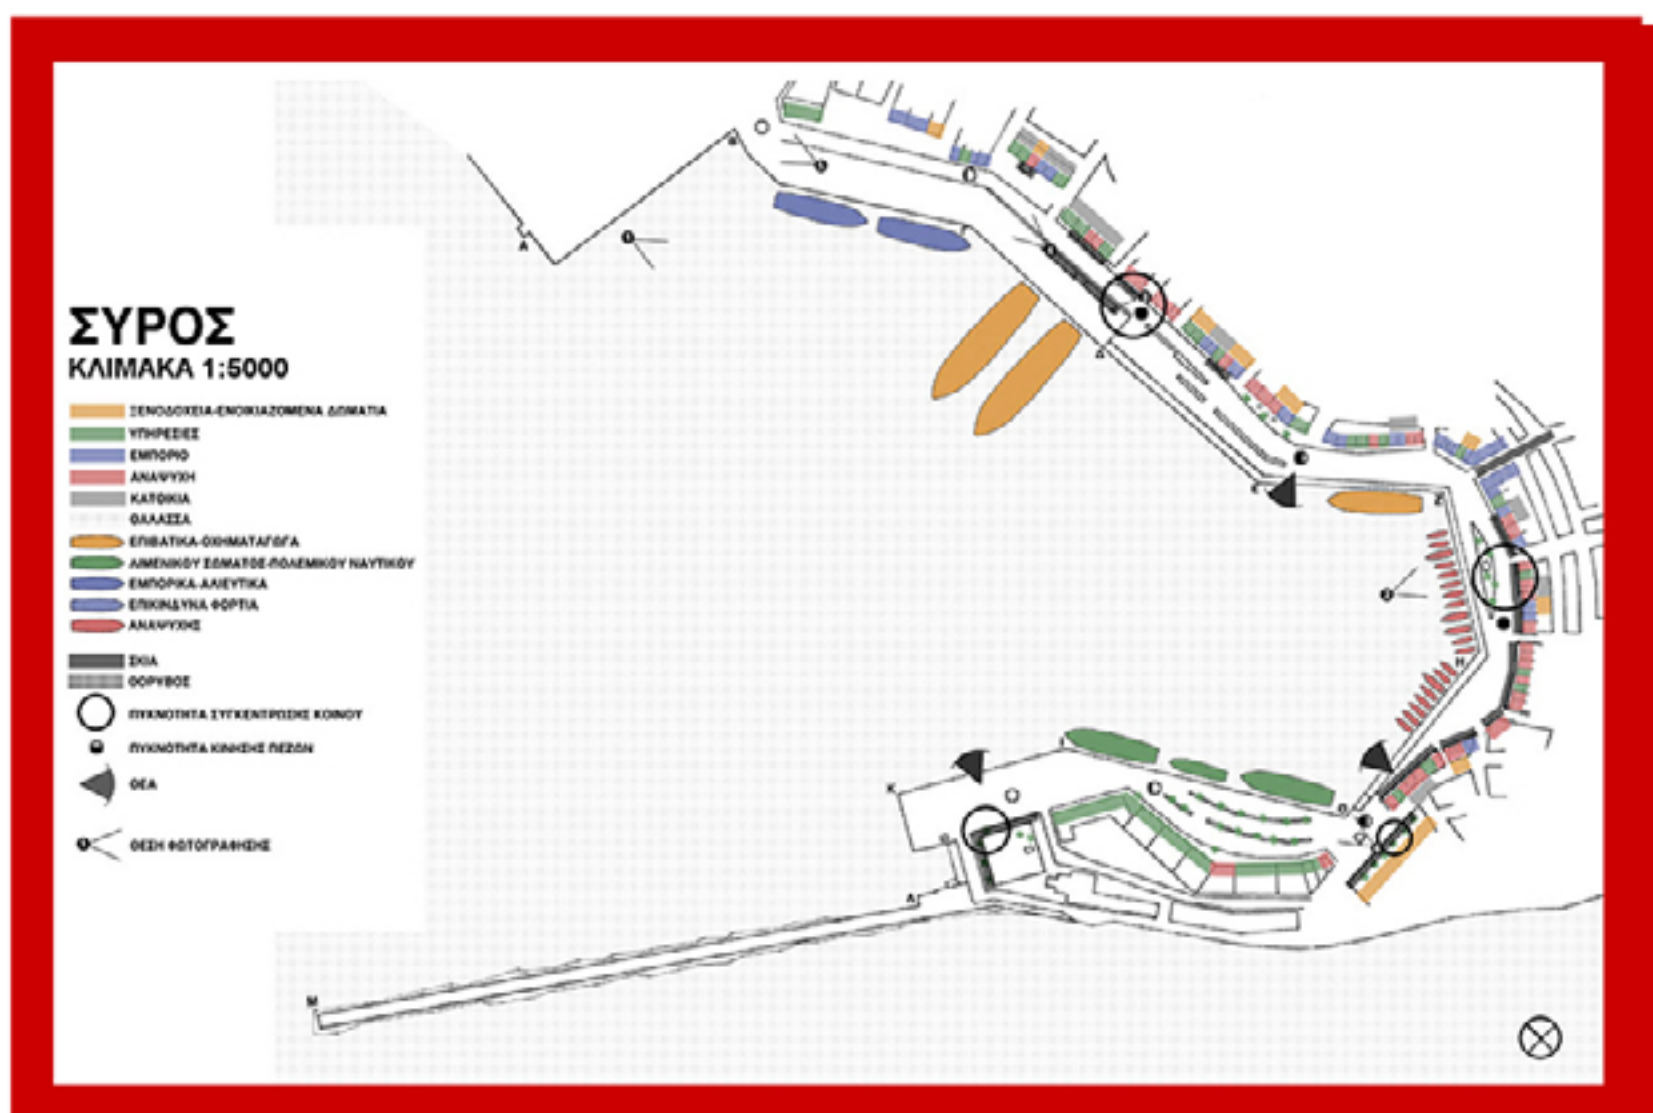 ΣΥΡΟΣ
ΚΛΙΜΑΚΑ 1:5000
ΞΕΝΟΔΟΧΕΙΑ-ΕΝΟΙΚΙΑΖΟΜΕΝΑ ΔΩΜΑΤΙΑ
ΥΠΗΡΕΣΙΕΣ
ΕΜΠΟΡΙΟ
ΑΝΑΨΥΧΗ
ΚΑΤΟΙΚΙΑ
ΘΑΛΑΣΣΑ
ΕΠΙΒΑΤΙΚΑ-ΟΧΗΜΑΤΑΓΩΓΑ
ΛΙΜΕΝΙΚΟΥ ΣΩΜΑΤΟΣ-ΠΟΛΕΜΙΚΟΥ ΝΑΥΤΙΚΟΥ
ΕΜΠΟΡΙΚΑ-ΑΛΙΕΥΤΙΚΑ
ΕΠΙΚΙΝΔΥΝΑ ΦΟΡΤΙΑ
ΑΝΑΨΥΧΗΣ
ΣΚΙΑ
ΘΟΡΥΒΟΣ
ΠΥΚΝΟΤΗΤΑ ΣΥΓΚΕΝΤΡΩΣΗΣ ΚΟΙΝΟΥ
ΠΥΚΝΟΤΗΤΑ ΚΙΝΗΣΗΣ ΠΕΖΩΝ
ΘΕΑ
ΘΕΣΗ ΦΩΤΟΓΡΑΦΗΣΗΣ
Α
Δ
Ζ
Η
Ι
Κ
Λ
Μ